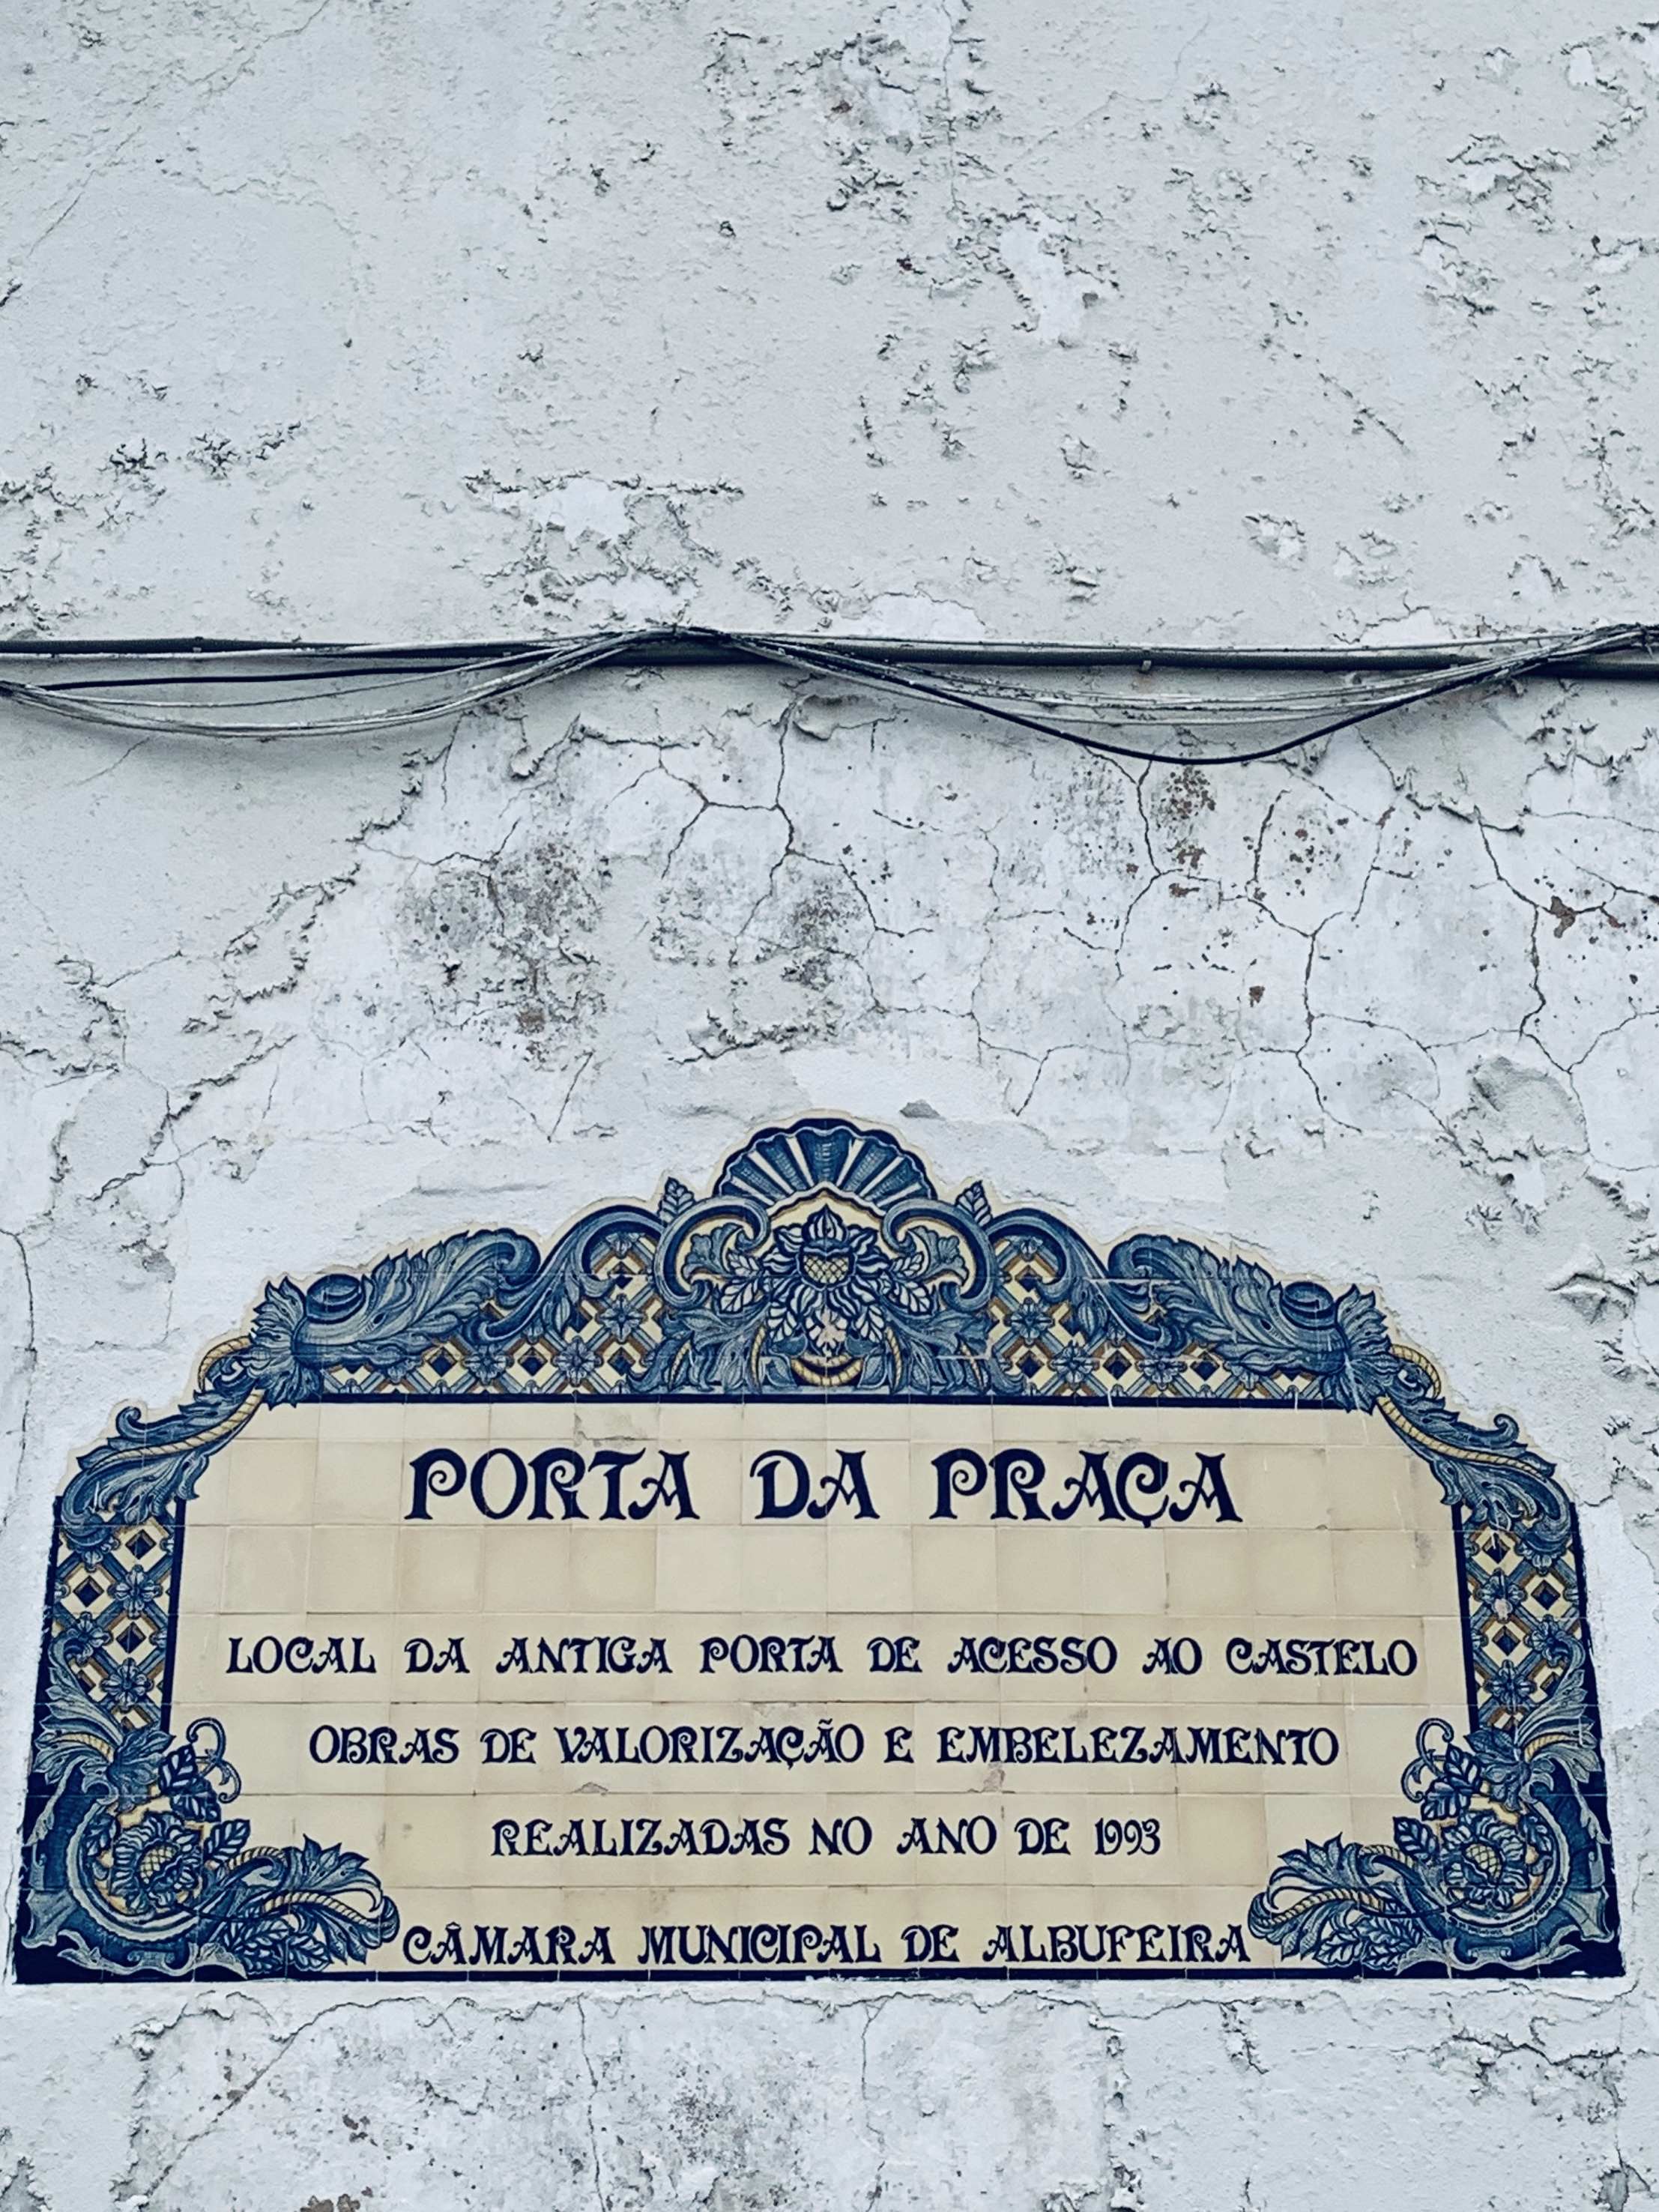 PORTA DA PRAÇA
LOCAL DA ANTIGA PORTA DE ACESSO AO CASTELO
OBRAS DE VALORIZAÇÃO E EMBELEZAMENTO
REALIZADAS NO ANO DE 1993
CÂMARA MUNICIPAL DE ALBUFEIRA